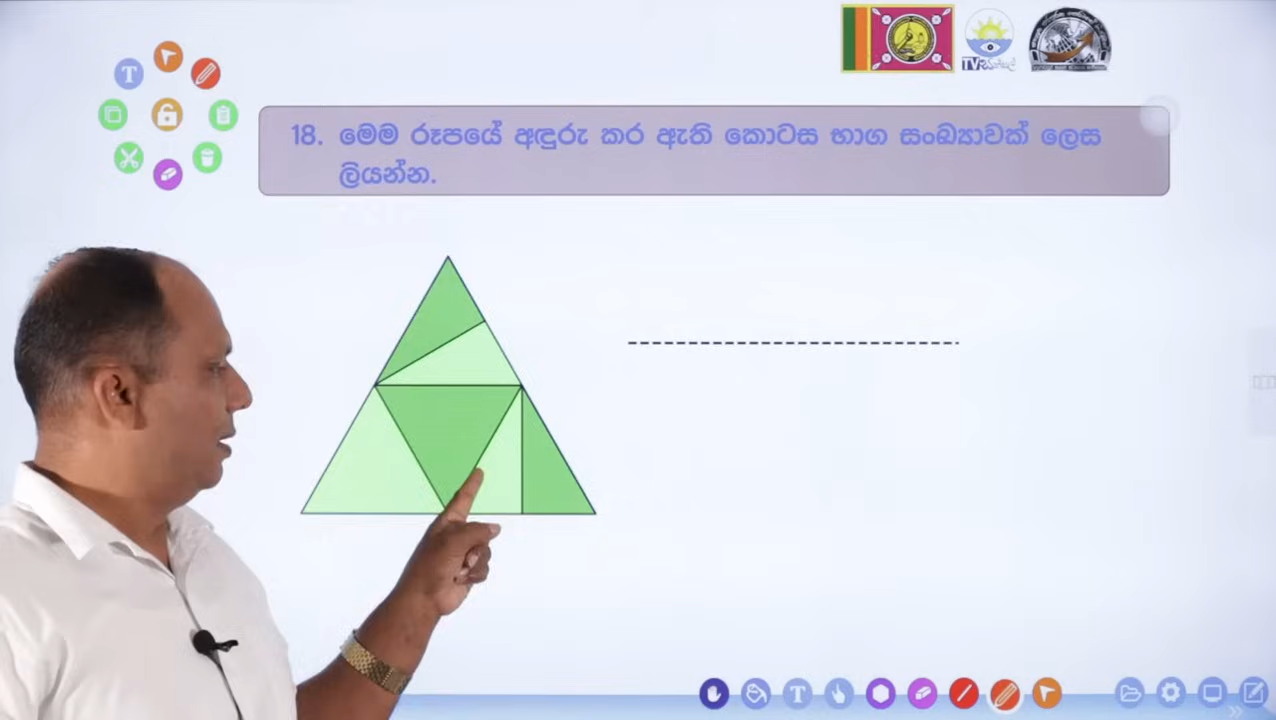 18. මෙම රූපයේ අඳුරු කර ඇති කොටස භාග සංඛ්‍යාවක් ලෙස
ලියන්න.